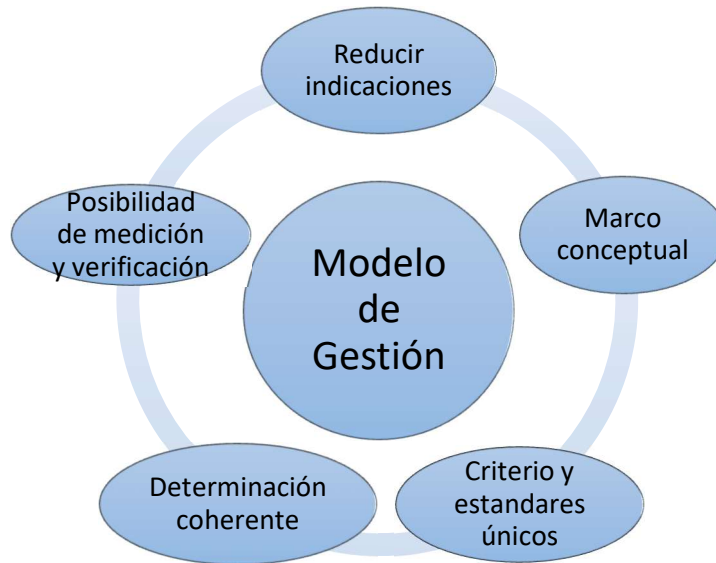 Reducir
indicaciones
Marco
conceptual
Criterio y
estandares
únicos
Determinación
coherente
Posibilidad
de medición
y verificación
Modelo
de
Gestión